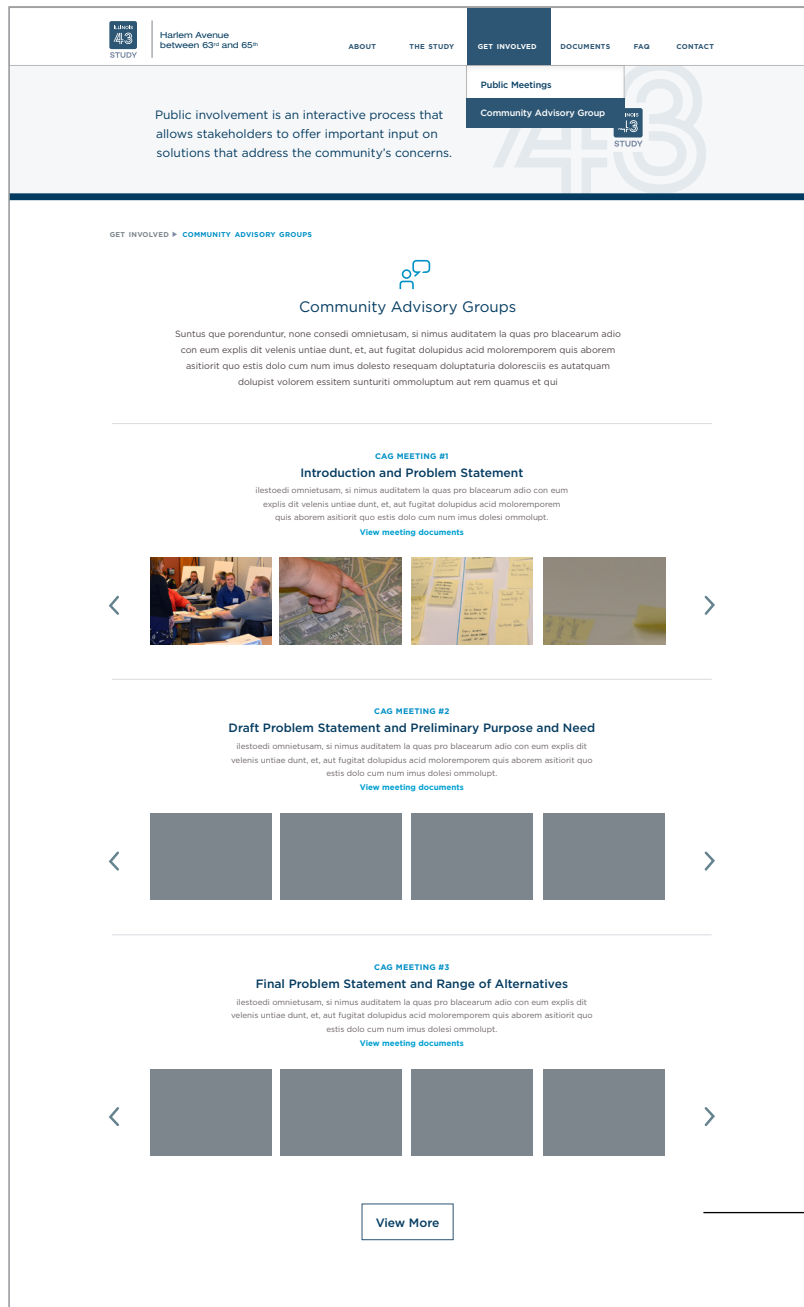 Illinois
43
STUDY
Harlem Avenue
between 63rd and 65th
ABOUT
THE STUDY
GET INVOLVED
DOCUMENTS
FAQ
CONTACT
Public Meetings
Community Advisory Group
Public involvement is an interactive process that
allows stakeholders to offer important input on
solutions that address the community’s concerns.
43
Illinois
43
STUDY
GET INVOLVED ▶ COMMUNITY ADVISORY GROUPS
Community Advisory Groups
Suntus que porenduntur, none consedi omnietusam, si nimus auditatem la quas pro blacearum adio
con eum explis dit velenis untiae dunt, et, aut fugitat dolupidus acid moloremporem quis aborem
asitiorit quo estis dolo cum num imus dolesto resequam doluptaturia doloresciis es autatquam
dolupist volorem essitem sunturiti ommoluptum aut rem quamus et qui
CAG MEETING #1
Introduction and Problem Statement
ilestoedi omnietusam, si nimus auditatem la quas pro blacearum adio con eum
explis dit velenis untiae dunt, et, aut fugitat dolupidus acid moloremporem
quis aborem asitiorit quo estis dolo cum num imus dolesi ommolupt.
View meeting documents
CAG MEETING #2
Draft Problem Statement and Preliminary Purpose and Need
ilestoedi omnietusam, si nimus auditatem la quas pro blacearum adio con eum explis dit
velenis untiae dunt, et, aut fugitat dolupidus acid moloremporem quis aborem asitiorit quo
estis dolo cum num imus dolesi ommolupt.
View meeting documents
CAG MEETING #3
Final Problem Statement and Range of Alternatives
ilestoedi omnietusam, si nimus auditatem la quas pro blacearum adio con eum explis dit
velenis untiae dunt, et, aut fugitat dolupidus acid moloremporem quis aborem asitiorit quo
estis dolo cum num imus dolesi ommolupt.
View meeting documents
View More